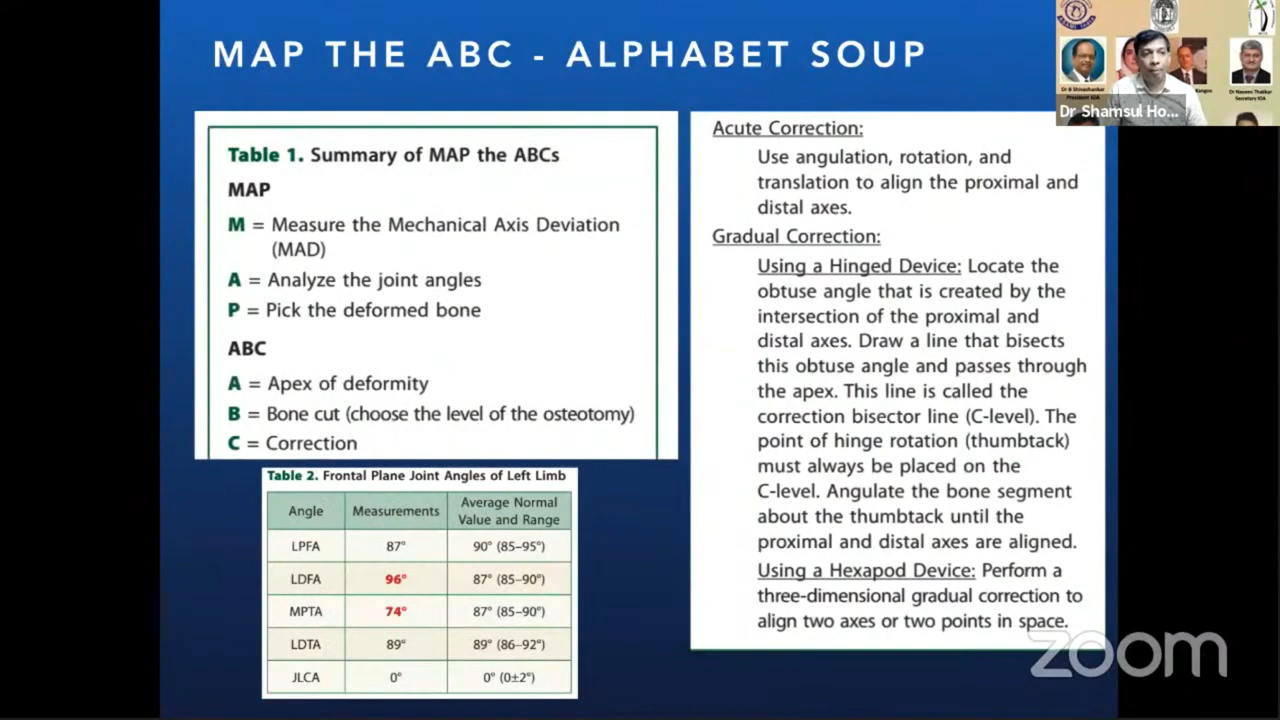 MAP THE ABC - ALPHABET SOUP
Table 1. Summary of MAP the ABCs
MAP
M = Measure the Mechanical Axis Deviation
(MAD)
A = Analyze the joint angles
P = Pick the deformed bone
ABC
A = Apex of deformity
B = Bone cut (choose the level of the osteotomy)
C = Correction
Table 2. Frontal Plane Joint Angles of Left Limb
Angle Measurements Average Normal
Value and Range
LPFA 87° 90° (85–95°)
LDFA 96° 87° (85–90°)
MPTA 74° 87° (85–90°)
LDTA 89° 89° (86–92°)
JLCA 0° 0° (0±2°)
Acute Correction:
Use angulation, rotation, and
translation to align the proximal and
distal axes.
Gradual Correction:
Using a Hinged Device: Locate the
obtuse angle that is created by the
intersection of the proximal and
distal axes. Draw a line that bisects
this obtuse angle and passes through
the apex. This line is called the
correction bisector line (C-level). The
point of hinge rotation (thumbtack)
must always be placed on the
C-level. Angulate the bone segment
about the thumbtack until the
proximal and distal axes are aligned.
Using a Hexapod Device: Perform a
three-dimensional gradual correction to
align two axes or two points in space.
Dr B Shivashankar
President IOA
Dr Naveen Thakkar
Secretary IOA
Dr Shamsul Ho...
zoom